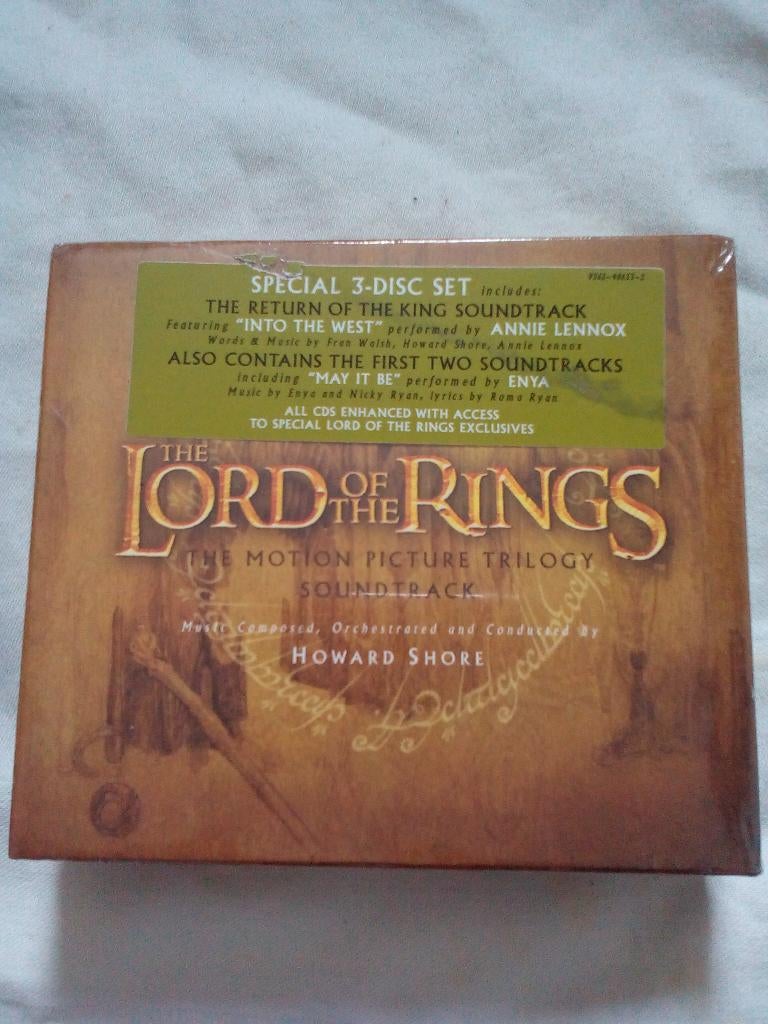 9362-48633-2
SPECIAL 3-DISC SET includes:
THE RETURN OF THE KING SOUNDTRACK
Featuring "INTO THE WEST" performed by ANNIE LENNOX
Words & Music by Fran Walsh, Howard Shore, Annie Lennox
ALSO CONTAINS THE FIRST TWO SOUNDTRACKS
including "MAY IT BE" performed by ENYA
Music by Enya and Nicky Ryan, lyrics by Roma Ryan
ALL CDS ENHANCED WITH ACCESS
TO SPECIAL LORD OF THE RINGS EXCLUSIVES
THE
LORD OF THE RINGS
THE MOTION PICTURE TRILOGY
SOUNDTRACK
Music Composed, Orchestrated and Conducted by
HOWARD SHORE